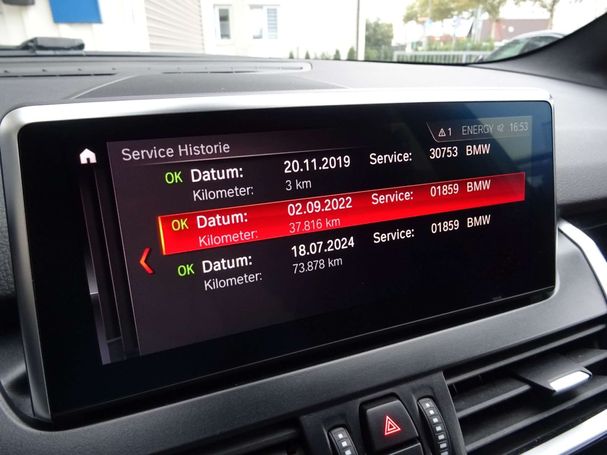 1 ENERGY 16:53
Service Historie
OK Datum: 20.11.2019 Service: 30753 BMW
Kilometer: 3 km
OK Datum: 02.09.2022 Service: 01859 BMW
Kilometer: 37.816 km
OK Datum: 18.07.2024 Service: 01859 BMW
Kilometer: 73.878 km